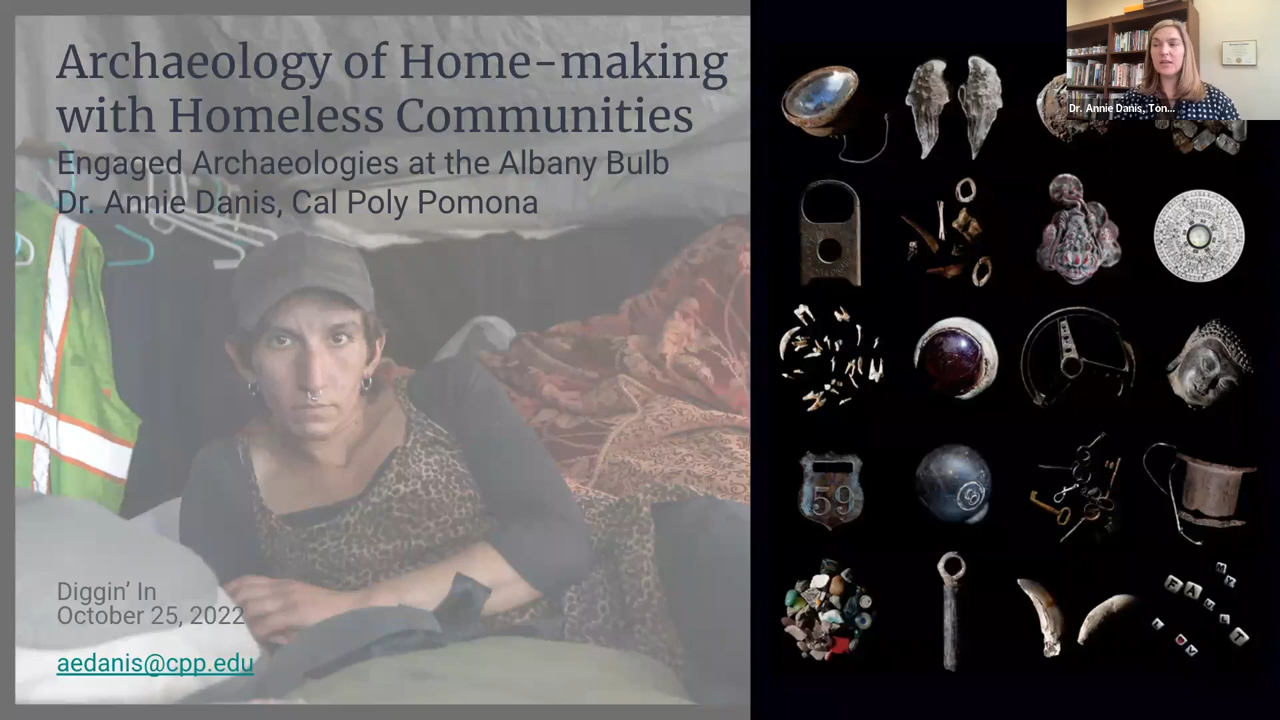 Archaeology of Home-making
with Homeless Communities
Engaged Archaeologies at the Albany Bulb
Dr. Annie Danis, Cal Poly Pomona
Diggin' In
October 25, 2022
aedanis@cpp.edu
Dr. Annie Danis, Ton...
59
8